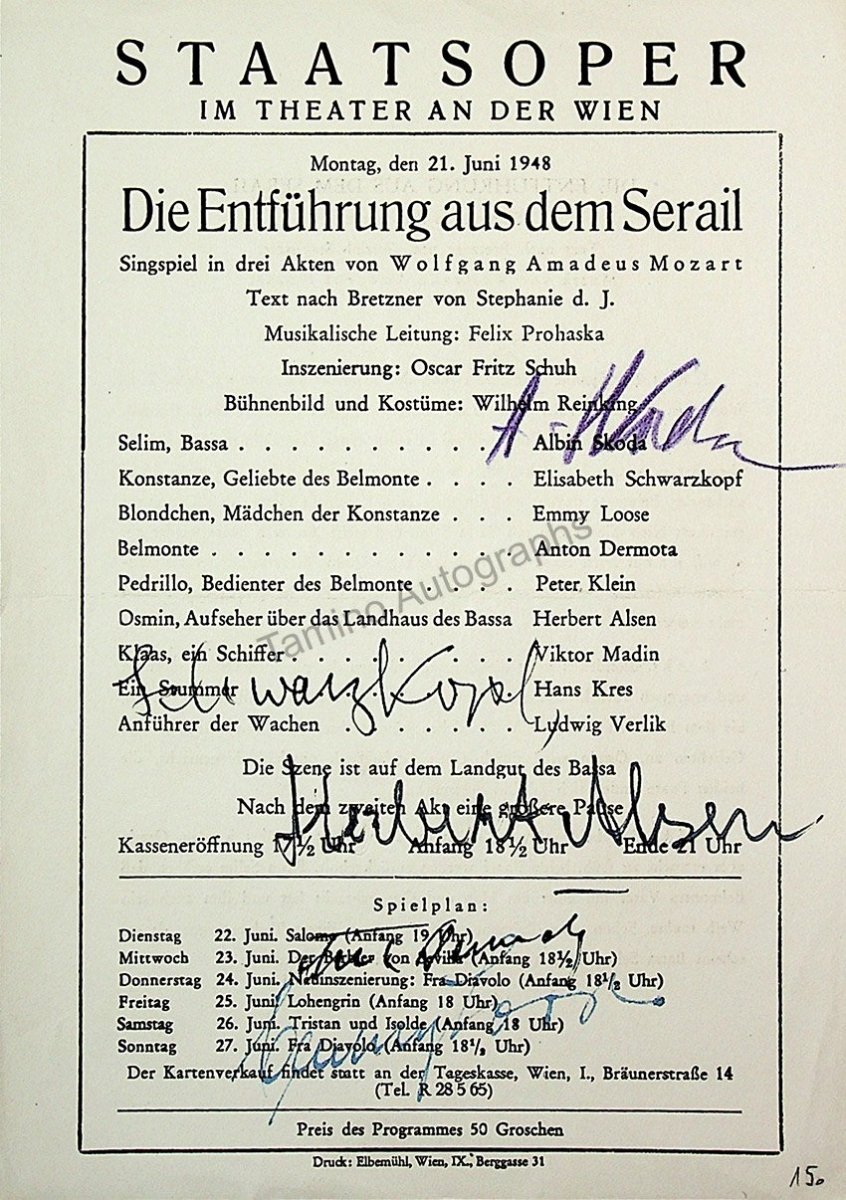 STAATSOPER
IM THEATER AN DER WIEN
Montag, den 21. Juni 1948
Die Entführung aus dem Serail
Singspiel in drei Akten von Wolfgang Amadeus Mozart
Text nach Bretzner von Stephanie d. J.
Musikalische Leitung: Felix Prohaska
Inszenierung: Oscar Fritz Schuh
Bühnenbild und Kostüme: Wilhelm Reinking
A. Skoda
Selim, Bassa . . . . . . . . . . Albin Skoda
Konstanze, Geliebte des Belmonte . . . . Elisabeth Schwarzkopf
Blondchen, Mädchen der Konstanze . . . Emmy Loose
Belmonte . . . . . . . . . . . . Anton Dermota
Pedrillo, Bedienter des Belmonte . . . . Peter Klein
Tamino Autographs
Osmin, Aufseher über das Landhaus des Bassa Herbert Alsen
Klaas, ein Schiffer . . . . . . . . . Viktor Madin
Ein Stummer . . . . . . . . . . Hans Kres
Schwarzkopf
Anführer der Wachen . . . . . . . Ludwig Verlik
Die Szene ist auf dem Landgut des Bassa
Nach dem zweiten Akt eine größere Pause
Herbert Alsen
Kasseneröffnung 17½ Uhr Anfang 18½ Uhr Ende 21 Uhr
Spielplan:
Dienstag 22. Juni. Salome (Anfang 19 Uhr)
Mittwoch 23. Juni. Der Barbier von Sevilla (Anfang 18½ Uhr)
Donnerstag 24. Juni. Neuinszenierung: Fra Diavolo (Anfang 18½ Uhr)
Freitag 25. Juni. Lohengrin (Anfang 18 Uhr)
Samstag 26. Juni. Tristan und Isolde (Anfang 18 Uhr)
Sonntag 27. Juni. Fra Diavolo (Anfang 18½ Uhr)
Der Kartenverkauf findet statt an der Tageskasse, Wien, I., Bräunerstraße 14
(Tel. R 28 5 65)
Preis des Programmes 50 Groschen
Druck: Elbemühl, Wien, IX., Berggasse 31
150